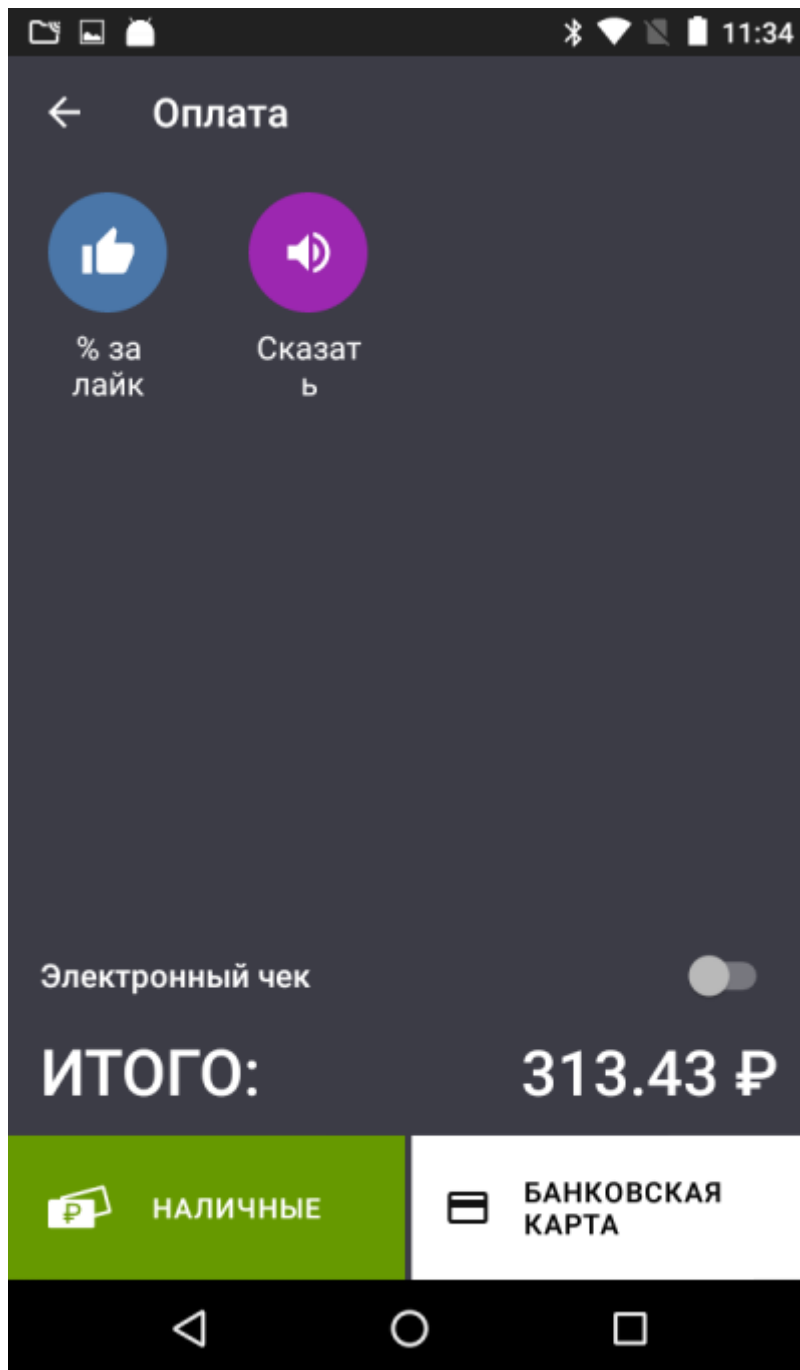 11:34
Оплата
% за
лайк
Сказат
ь
Электронный чек
ИТОГО: 313.43 ₽
НАЛИЧНЫЕ
БАНКОВСКАЯ
КАРТА